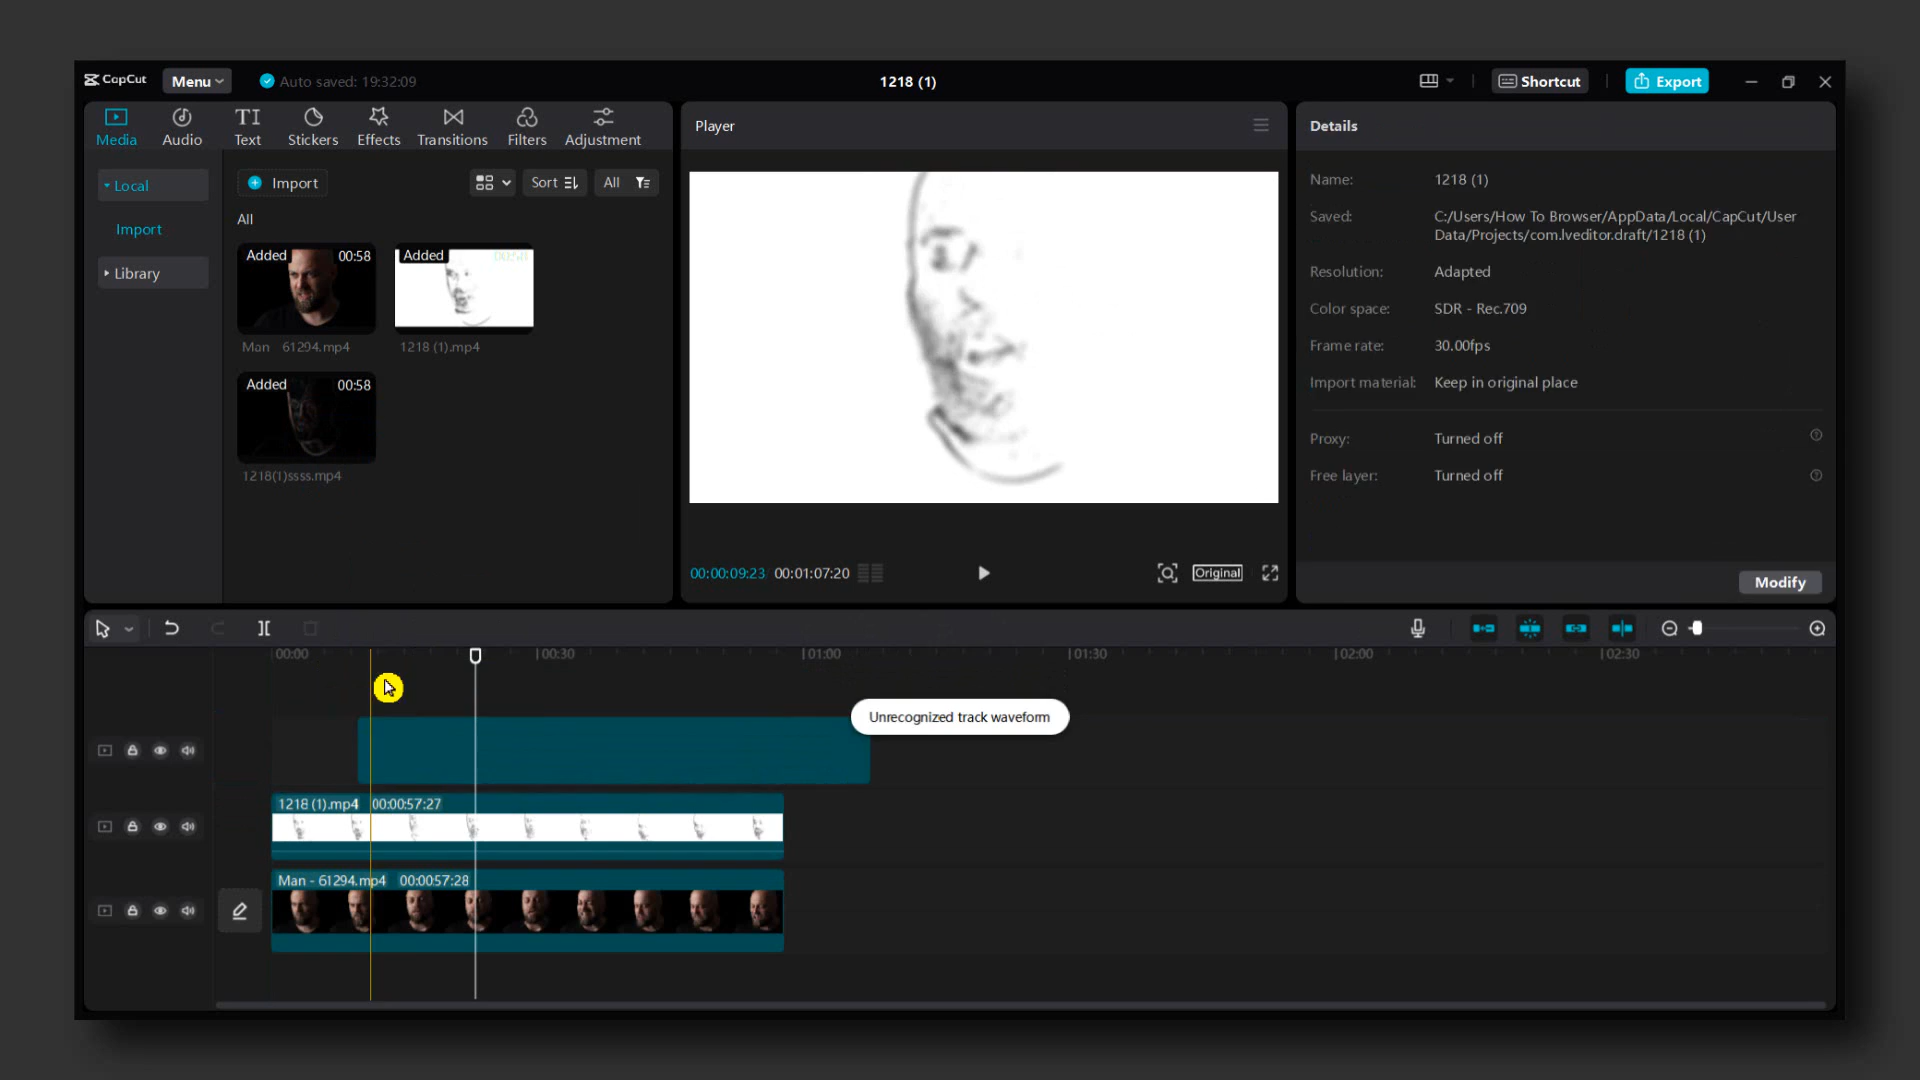 CapCut
Menu
Auto saved: 19:32:09
1218 (1)
Shortcut
Export
Media
Audio
Text
Stickers
Effects
Transitions
Filters
Adjustment
Local
Import
Library
Import
Sort
All
All
Added 00:58
Man 61294.mp4
Added 00:58
1218 (1).mp4
Added 00:58
1218(1)ssss.mp4
Player
00:00:09:23 00:01:07:20
Original
Details
Name: 1218 (1)
Saved: C:/Users/How To Browser/AppData/Local/CapCut/User
Data/Projects/com.lveditor.draft/1218 (1)
Resolution: Adapted
Color space: SDR - Rec.709
Frame rate: 30.00fps
Import material: Keep in original place
Proxy: Turned off
Free layer: Turned off
Modify
00:00 00:30 01:00 01:30 02:00 02:30
Unrecognized track waveform
1218 (1).mp4 00:00:57:27
Man - 61294.mp4 00:0057:28